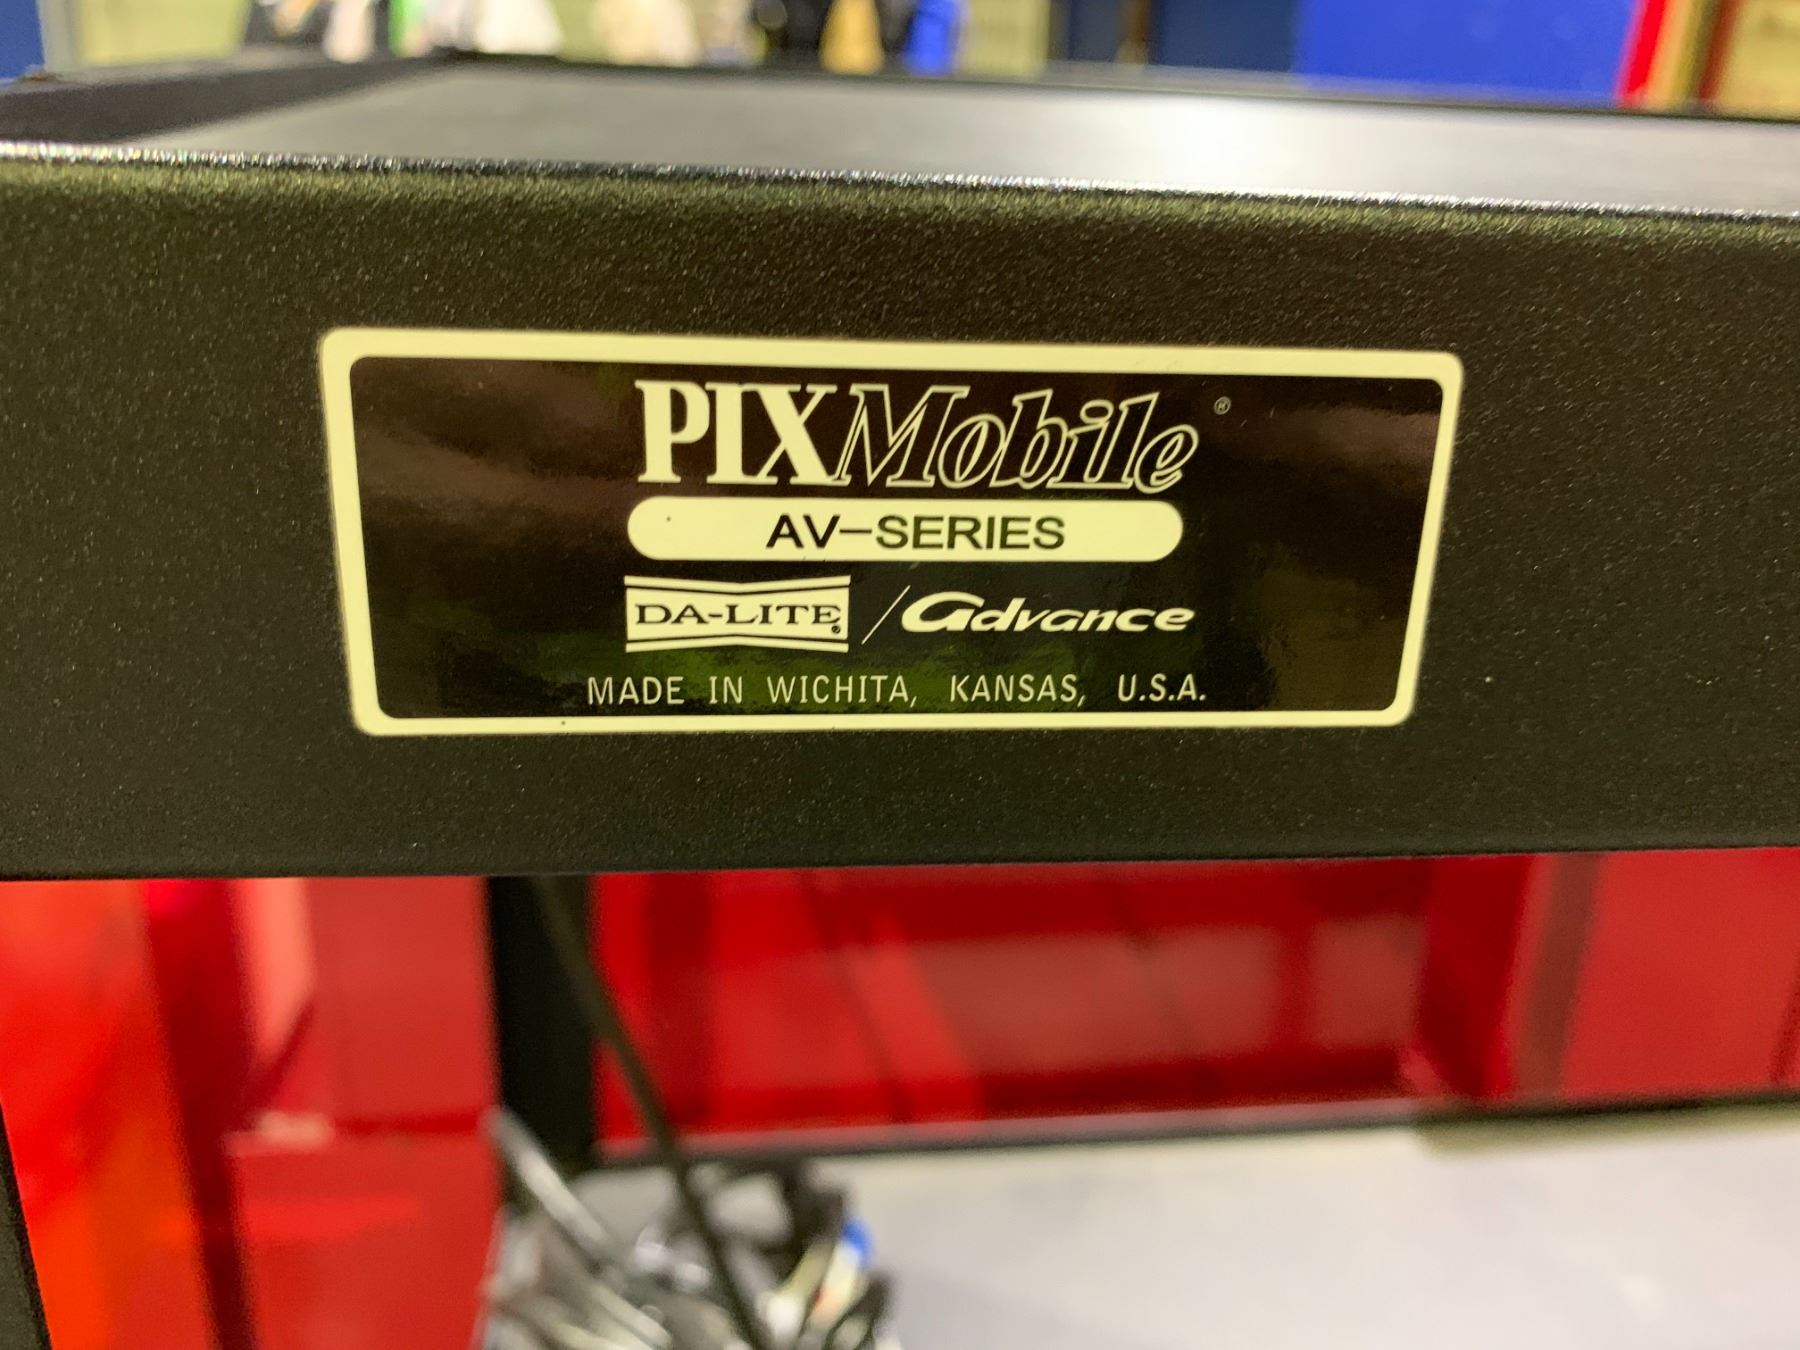 PIXMobile ®
AV-SERIES
DA-LITE® / Advance
MADE IN WICHITA, KANSAS, U.S.A.